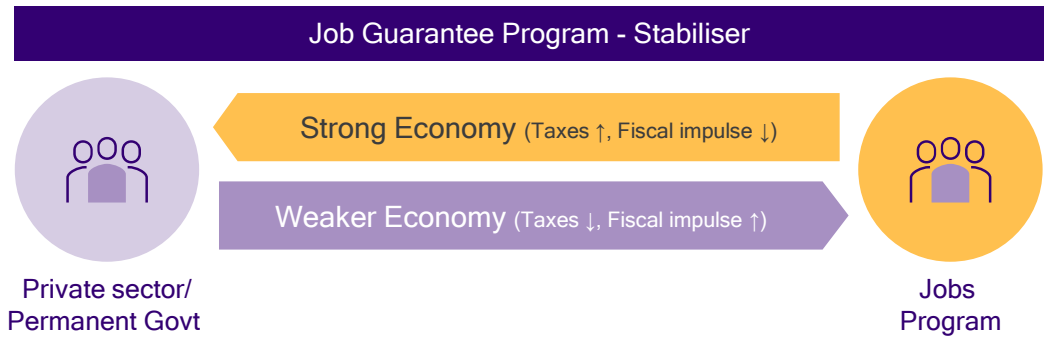 Job Guarantee Program - Stabiliser
Strong Economy (Taxes ↑, Fiscal impulse ↓)
Weaker Economy (Taxes ↓, Fiscal impulse ↑)
Private sector/
Permanent Govt
Jobs
Program